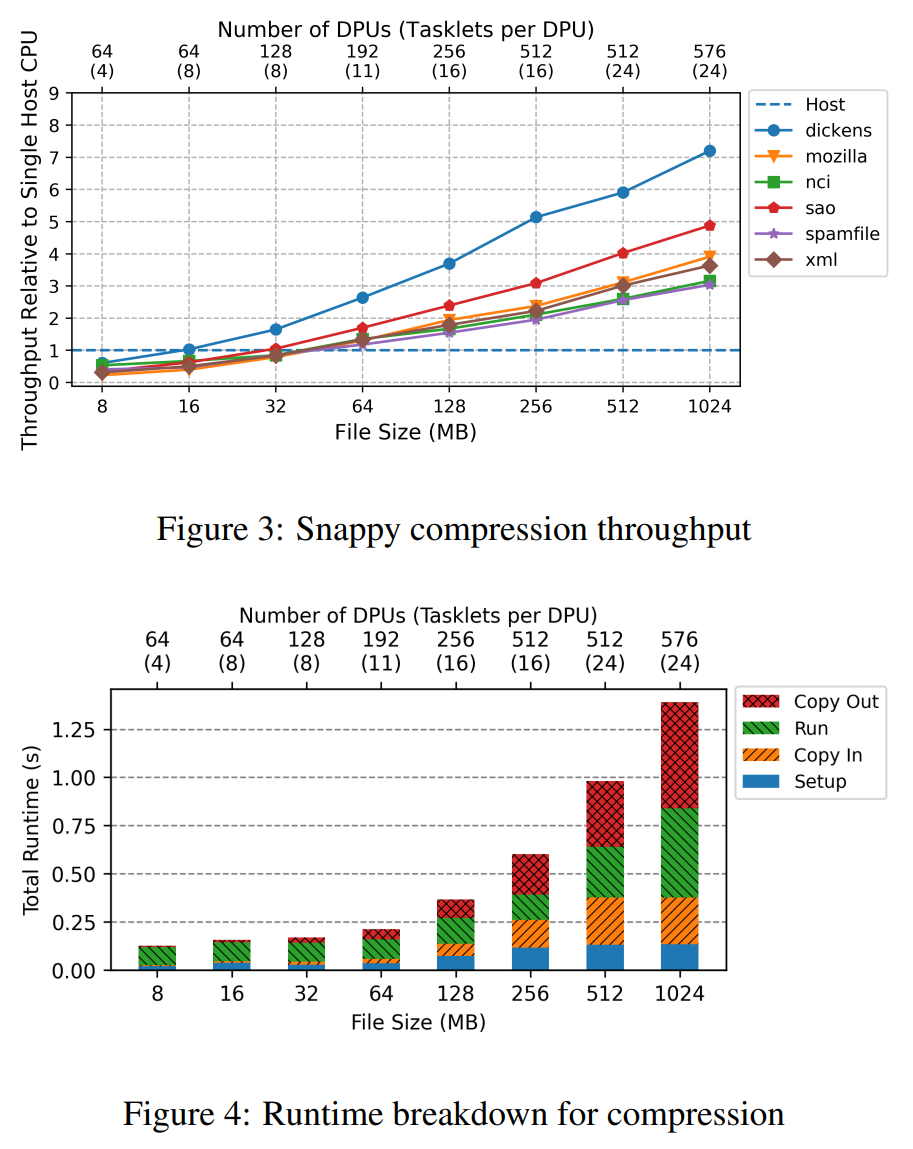 Number of DPUs (Tasklets per DPU)
64 64 128 192 256 512 512 576
(4) (8) (8) (11) (16) (16) (24) (24)
Throughput Relative to Single Host CPU
9
8
7
6
5
4
3
2
1
0
8 16 32 64 128 256 512 1024
File Size (MB)
Host
dickens
mozilla
nci
sao
spamfile
xml
Figure 3: Snappy compression throughput
Number of DPUs (Tasklets per DPU)
64 64 128 192 256 512 512 576
(4) (8) (8) (11) (16) (16) (24) (24)
Total Runtime (s)
1.25
1.00
0.75
0.50
0.25
0.00
8 16 32 64 128 256 512 1024
File Size (MB)
Copy Out
Run
Copy In
Setup
Figure 4: Runtime breakdown for compression